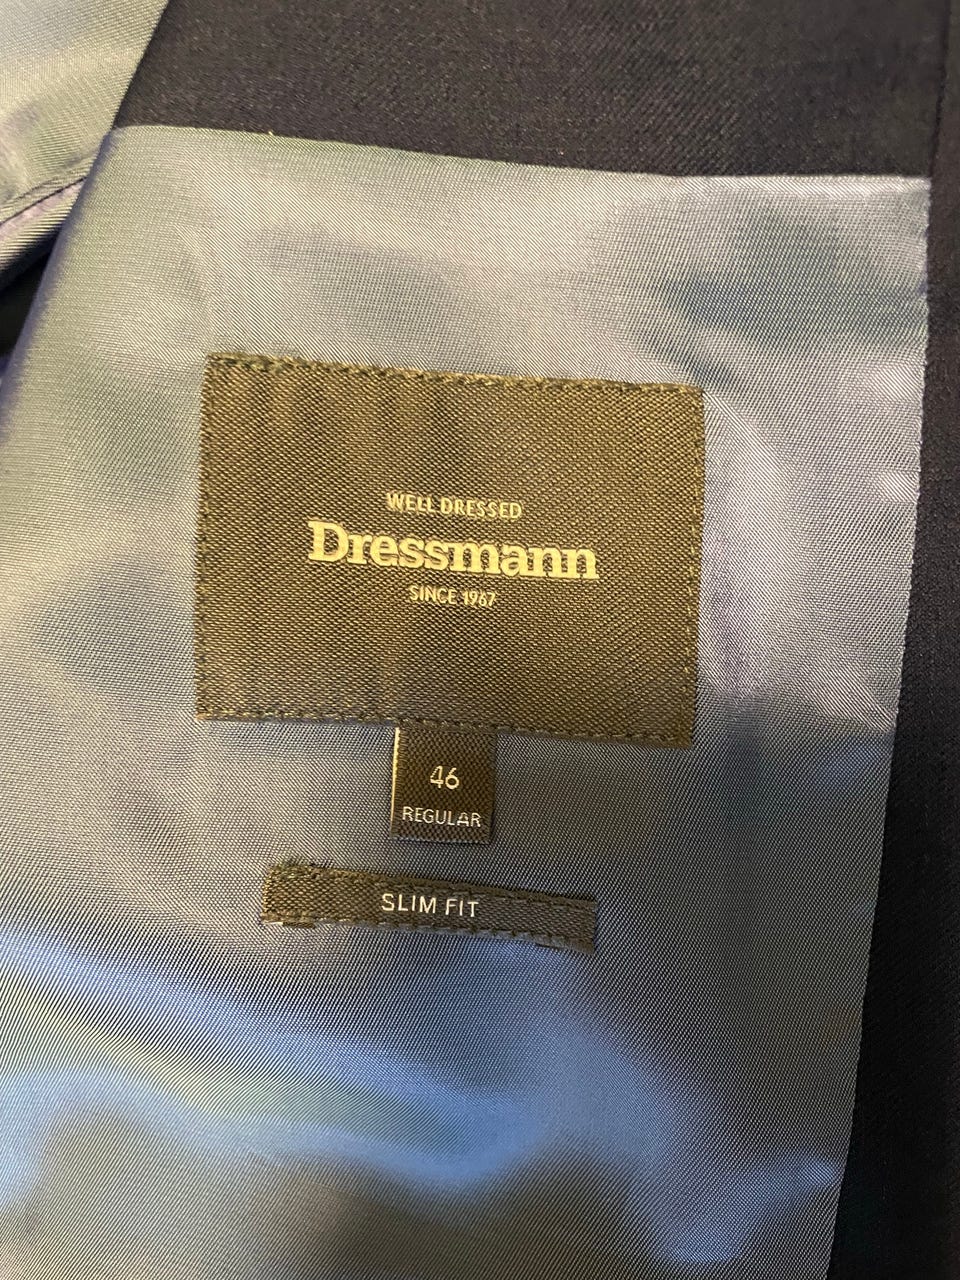 WELL DRESSED
Dressmann
SINCE 1967
46
REGULAR
SLIM FIT